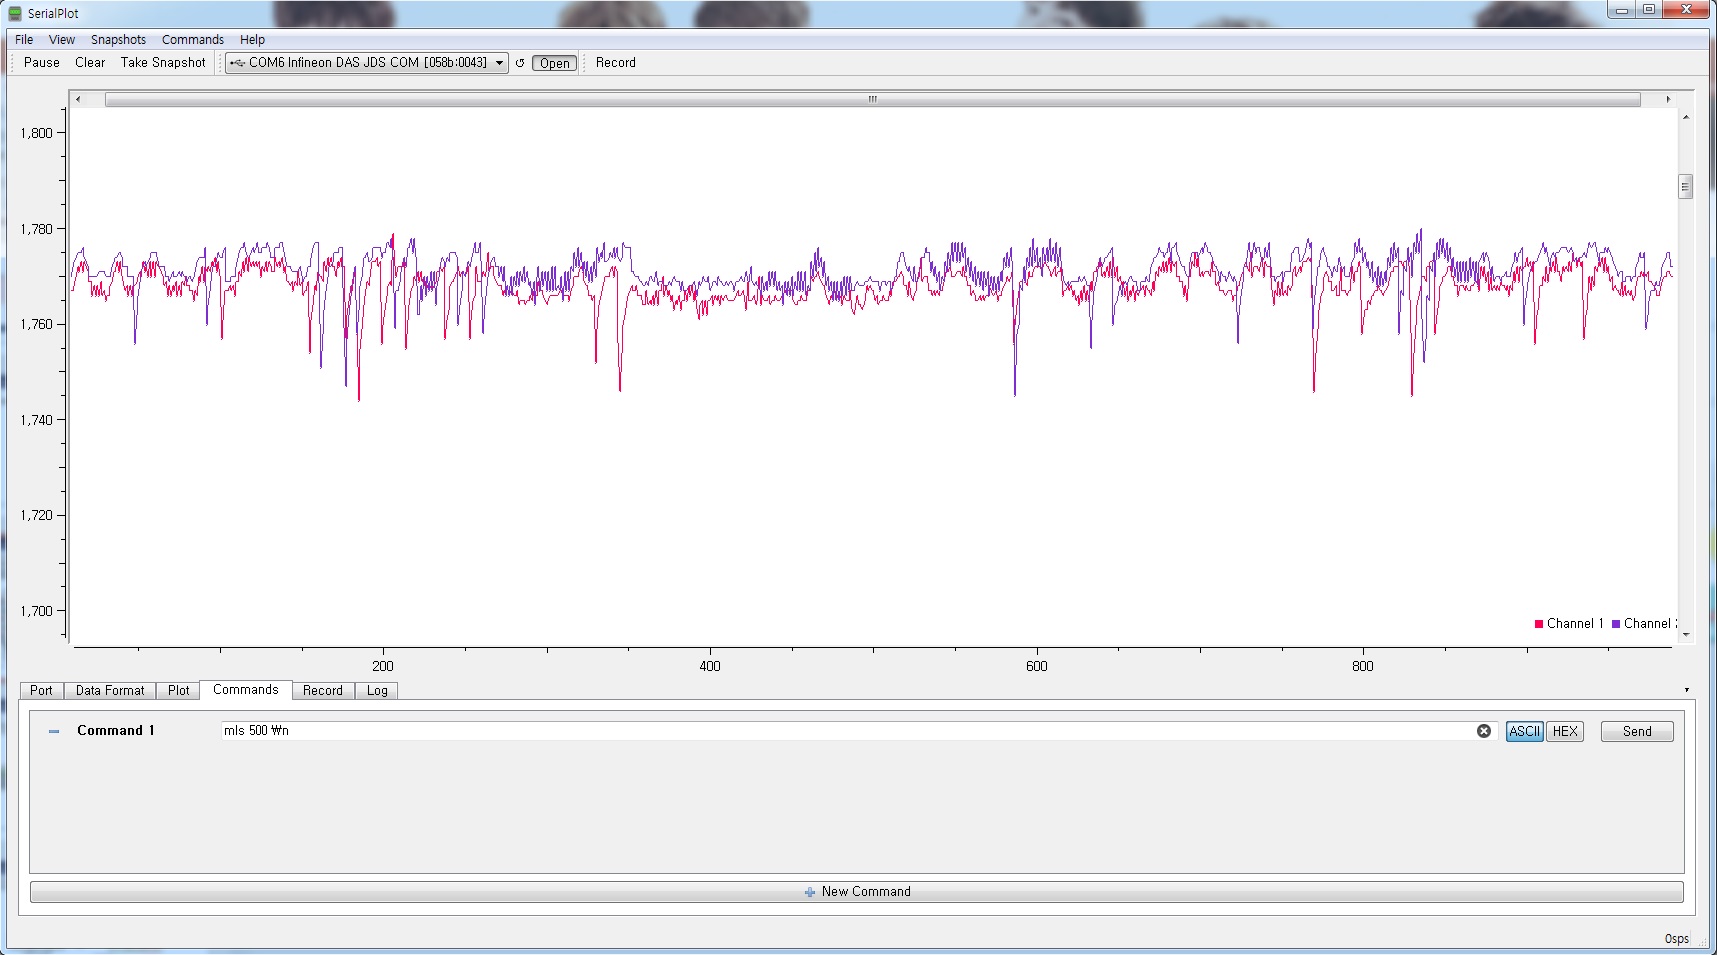 SerialPlot
File View Snapshots Commands Help
Pause Clear Take Snapshot COM6 Infineon DAS JDS COM [058b:0043] Open Record
1,800
1,780
1,760
1,740
1,720
1,700
Channel 1 Channel
200 400 600 800
Port Data Format Plot Commands Record Log
Command 1 mls 500 ₩n ASCII HEX Send
New Command
0sps